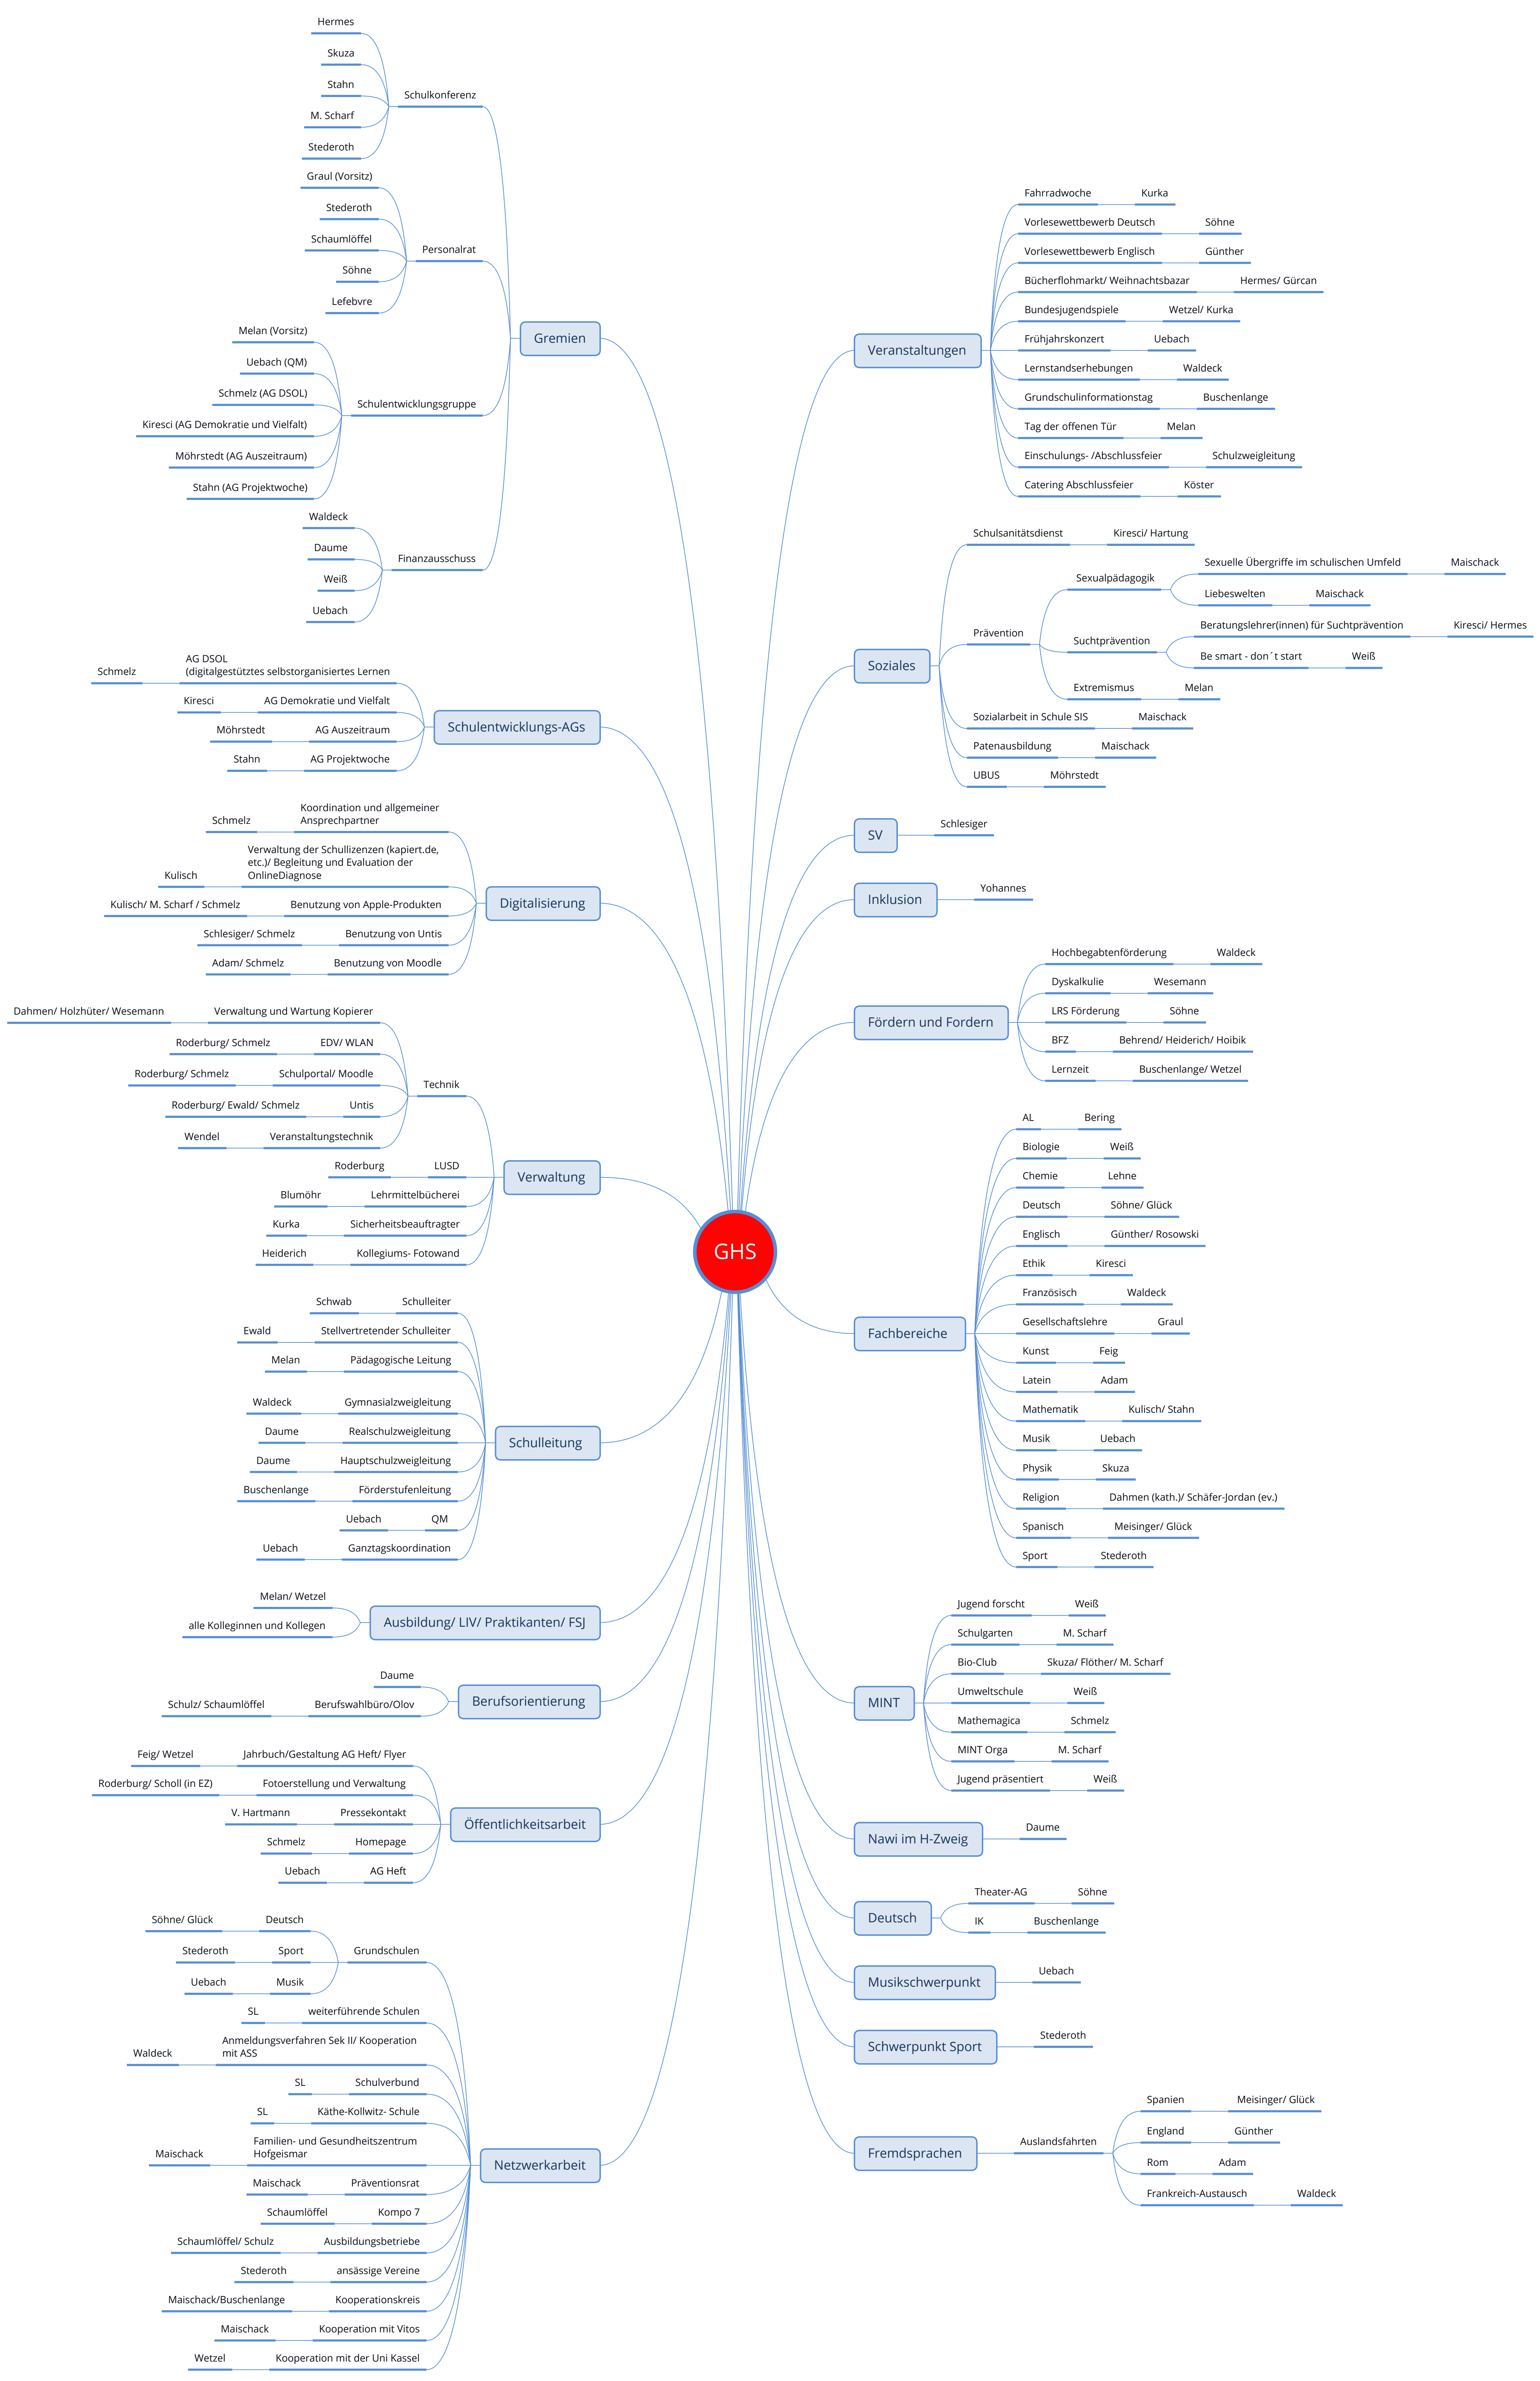 Hermes
Skuza
Stahn
M. Scharf
Stederoth
Schulkonferenz
Graul (Vorsitz)
Stederoth
Schaumlöffel
Söhne
Lefebvre
Personalrat
Melan (Vorsitz)
Uebach (QM)
Schmelz (AG DSOL)
Kiresci (AG Demokratie und Vielfalt)
Möhrstedt (AG Auszeitraum)
Stahn (AG Projektwoche)
Schulentwicklungsgruppe
Waldeck
Daume
Weiß
Uebach
Finanzausschuss
Gremien
AG DSOL
(digitalgestütztes selbstorganisiertes Lernen
Schmelz
Kiresci
AG Demokratie und Vielfalt
Möhrstedt
AG Auszeitraum
Stahn
AG Projektwoche
Schulentwicklungs-AGs
Koordination und allgemeiner
Ansprechpartner
Schmelz
Verwaltung der Schullizenzen (kapiert.de,
etc.)/ Begleitung und Evaluation der
OnlineDiagnose
Kulisch
Kulisch/ M. Scharf / Schmelz
Benutzung von Apple-Produkten
Schlesiger/ Schmelz
Benutzung von Untis
Adam/ Schmelz
Benutzung von Moodle
Digitalisierung
Dahmen/ Holzhüter/ Wesemann
Verwaltung und Wartung Kopierer
Roderburg/ Schmelz
EDV/ WLAN
Roderburg/ Schmelz
Schulportal/ Moodle
Roderburg/ Ewald/ Schmelz
Untis
Wendel
Veranstaltungstechnik
Technik
Roderburg
LUSD
Blumöhr
Lehrmittelbücherei
Kurka
Sicherheitsbeauftragter
Heiderich
Kollegiums- Fotowand
Verwaltung
Schwab
Schulleiter
Ewald
Stellvertretender Schulleiter
Melan
Pädagogische Leitung
Waldeck
Gymnasialzweigleitung
Daume
Realschulzweigleitung
Daume
Hauptschulzweigleitung
Buschenlange
Förderstufenleitung
Uebach
QM
Uebach
Ganztagskoordination
Schulleitung
Melan/ Wetzel
alle Kolleginnen und Kollegen
Ausbildung/ LIV/ Praktikanten/ FSJ
Daume
Schulz/ Schaumlöffel
Berufswahlbüro/Olov
Berufsorientierung
Feig/ Wetzel
Jahrbuch/Gestaltung AG Heft/ Flyer
Roderburg/ Scholl (in EZ)
Fotoerstellung und Verwaltung
V. Hartmann
Pressekontakt
Schmelz
Homepage
Uebach
AG Heft
Öffentlichkeitsarbeit
Söhne/ Glück
Deutsch
Stederoth
Sport
Uebach
Musik
Grundschulen
SL
weiterführende Schulen
Anmeldungsverfahren Sek II/ Kooperation
mit ASS
Waldeck
SL
Schulverbund
SL
Käthe-Kollwitz- Schule
Familien- und Gesundheitszentrum
Hofgeismar
Maischack
Maischack
Präventionsrat
Schaumlöffel
Kompo 7
Schaumlöffel/ Schulz
Ausbildungsbetriebe
Stederoth
ansässige Vereine
Maischack/Buschenlange
Kooperationskreis
Maischack
Kooperation mit Vitos
Wetzel
Kooperation mit der Uni Kassel
Netzwerkarbeit
GHS
Veranstaltungen
Fahrradwoche
Kurka
Vorlesewettbewerb Deutsch
Söhne
Vorlesewettbewerb Englisch
Günther
Bücherflohmarkt/ Weihnachtsbazar
Hermes/ Gürcan
Bundesjugendspiele
Wetzel/ Kurka
Frühjahrskonzert
Uebach
Lernstandserhebungen
Waldeck
Grundschulinformationstag
Buschenlange
Tag der offenen Tür
Melan
Einschulungs- /Abschlussfeier
Schulzweigleitung
Catering Abschlussfeier
Köster
Soziales
Schulsanitätsdienst
Kiresci/ Hartung
Prävention
Sexualpädagogik
Sexuelle Übergriffe im schulischen Umfeld
Maischack
Liebeswelten
Maischack
Suchtprävention
Beratungslehrer(innen) für Suchtprävention
Kiresci/ Hermes
Be smart - don´t start
Weiß
Extremismus
Melan
Sozialarbeit in Schule SIS
Maischack
Patenausbildung
Maischack
UBUS
Möhrstedt
SV
Schlesiger
Inklusion
Yohannes
Fördern und Fordern
Hochbegabtenförderung
Waldeck
Dyskalkulie
Wesemann
LRS Förderung
Söhne
BFZ
Behrend/ Heiderich/ Hoibik
Lernzeit
Buschenlange/ Wetzel
Fachbereiche
AL
Bering
Biologie
Weiß
Chemie
Lehne
Deutsch
Söhne/ Glück
Englisch
Günther/ Rosowski
Ethik
Kiresci
Französisch
Waldeck
Gesellschaftslehre
Graul
Kunst
Feig
Latein
Adam
Mathematik
Kulisch/ Stahn
Musik
Uebach
Physik
Skuza
Religion
Dahmen (kath.)/ Schäfer-Jordan (ev.)
Spanisch
Meisinger/ Glück
Sport
Stederoth
MINT
Jugend forscht
Weiß
Schulgarten
M. Scharf
Bio-Club
Skuza/ Flöther/ M. Scharf
Umweltschule
Weiß
Mathemagica
Schmelz
MINT Orga
M. Scharf
Jugend präsentiert
Weiß
Nawi im H-Zweig
Daume
Deutsch
Theater-AG
Söhne
IK
Buschenlange
Musikschwerpunkt
Uebach
Schwerpunkt Sport
Stederoth
Fremdsprachen
Auslandsfahrten
Spanien
Meisinger/ Glück
England
Günther
Rom
Adam
Frankreich-Austausch
Waldeck